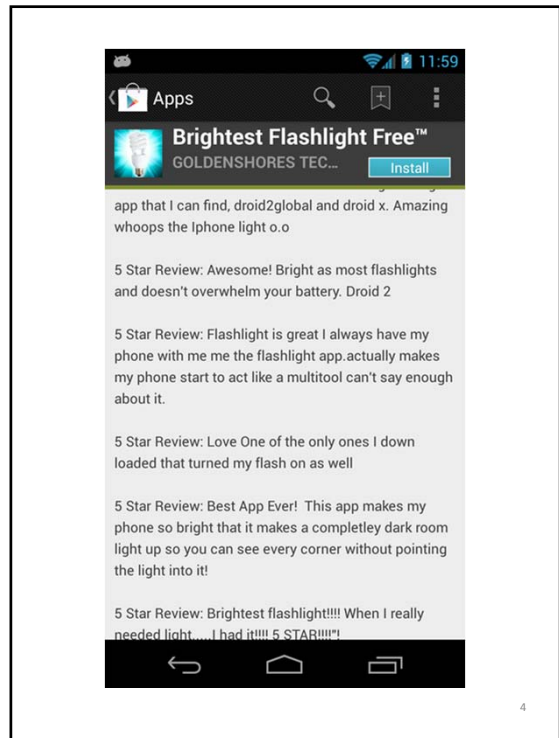 11:59
Apps
Brightest Flashlight Free™
GOLDENSHORES TEC...
Install
app that I can find, droid2global and droid x. Amazing
whoops the Iphone light o.o
5 Star Review: Awesome! Bright as most flashlights
and doesn't overwhelm your battery. Droid 2
5 Star Review: Flashlight is great I always have my
phone with me me the flashlight app.actually makes
my phone start to act like a multitool can't say enough
about it.
5 Star Review: Love One of the only ones I down
loaded that turned my flash on as well
5 Star Review: Best App Ever!  This app makes my
phone so bright that it makes a completley dark room
light up so you can see every corner without pointing
the light into it!
5 Star Review: Brightest flashlight!!!! When I really
needed light.....I had it!!!! 5 STAR!!!!"!
4